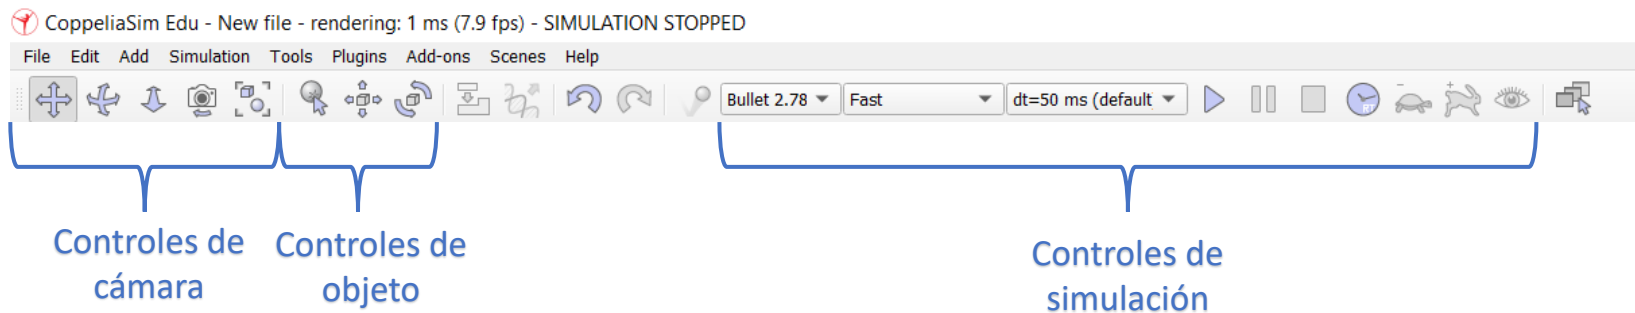 CoppeliaSim Edu - New file - rendering: 1 ms (7.9 fps) - SIMULATION STOPPED
File Edit Add Simulation Tools Plugins Add-ons Scenes Help
Bullet 2.78 Fast dt=50 ms (default RT
Controles de
cámara
Controles de
objeto
Controles de
simulación